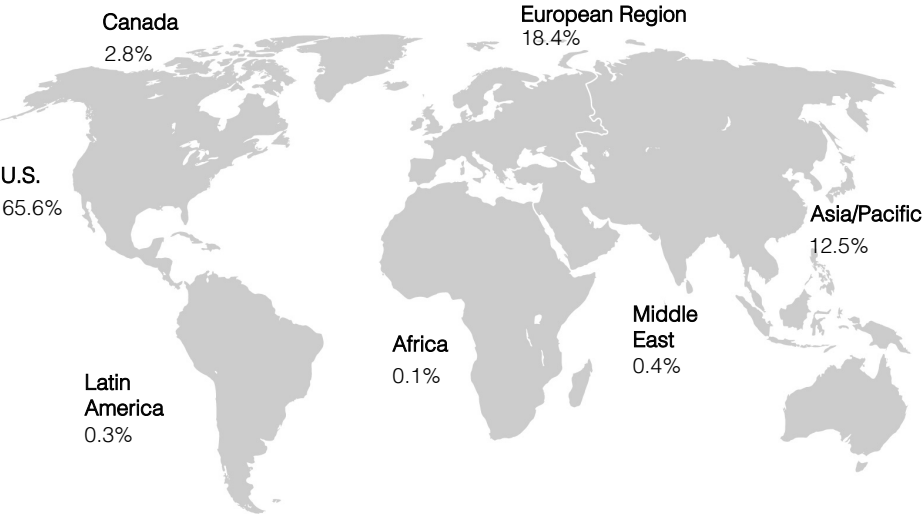 Canada
2.8%
European Region
18.4%
U.S.
65.6%
Asia/Pacific
12.5%
Middle
East
0.4%
Africa
0.1%
Latin
America
0.3%